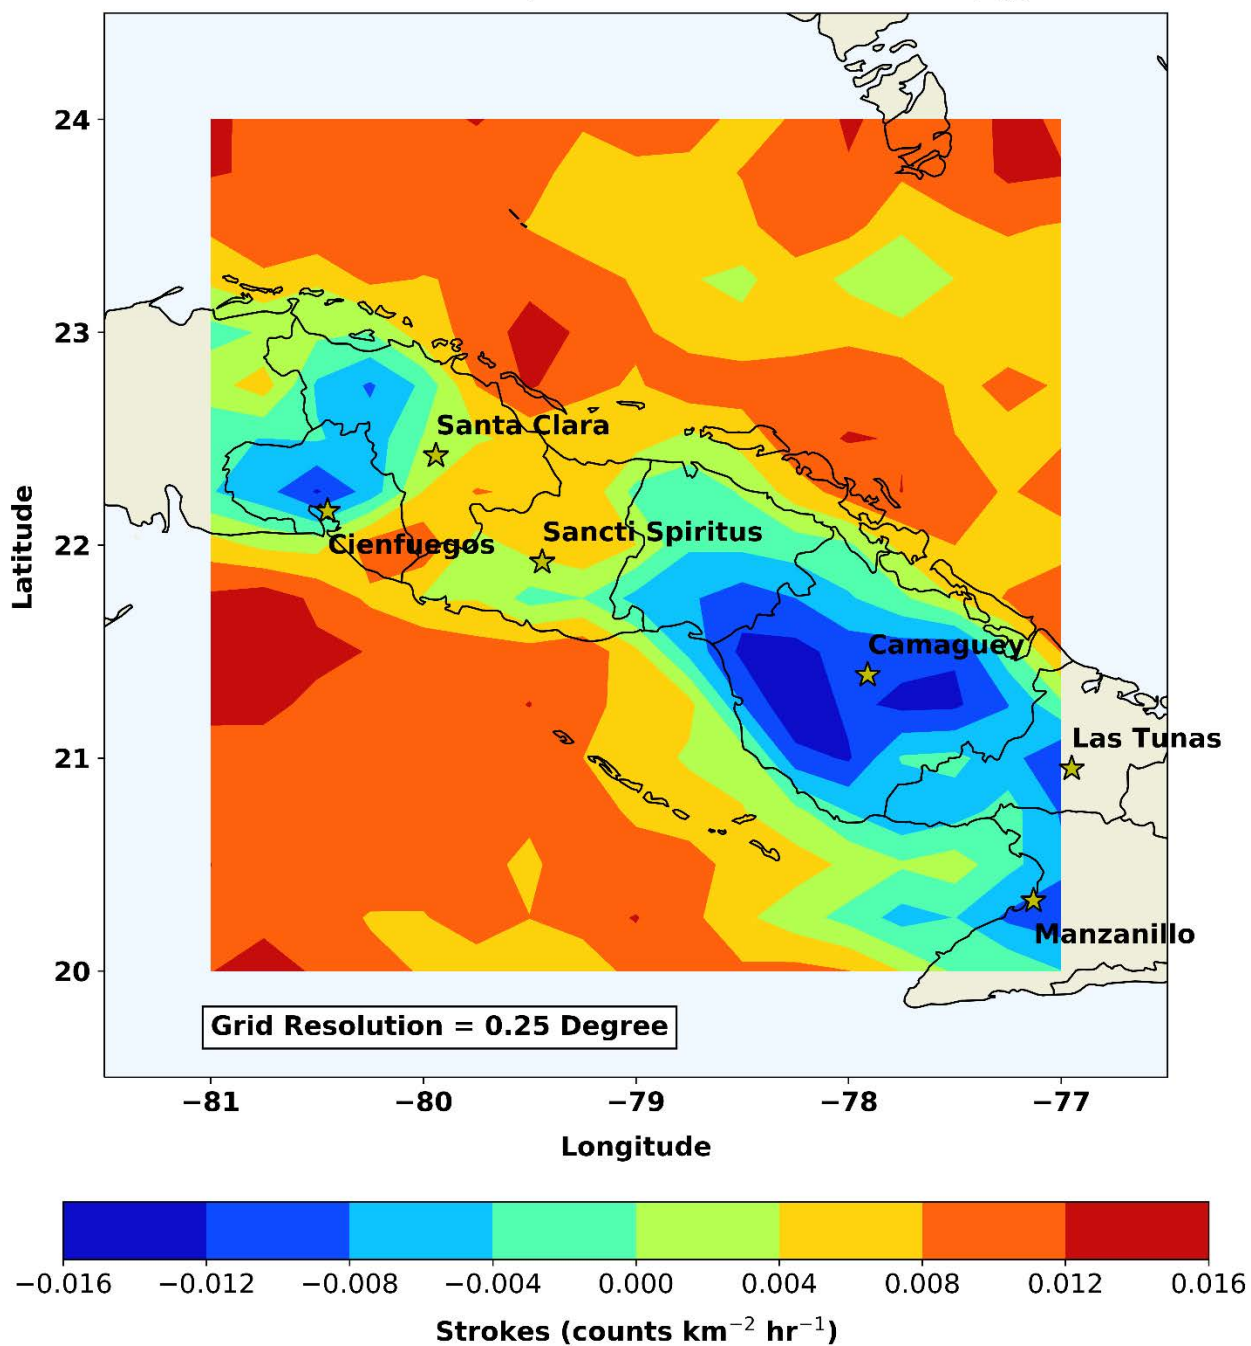 24
23
22
21
20
Latitude
Santa Clara
Cienfuegos
Sancti Spiritus
Camaguey
Las Tunas
Manzanillo
Grid Resolution = 0.25 Degree
−81 −80 −79 −78 −77
Longitude
−0.016 −0.012 −0.008 −0.004 0.000 0.004 0.008 0.012 0.016
Strokes (counts km⁻² hr⁻¹)